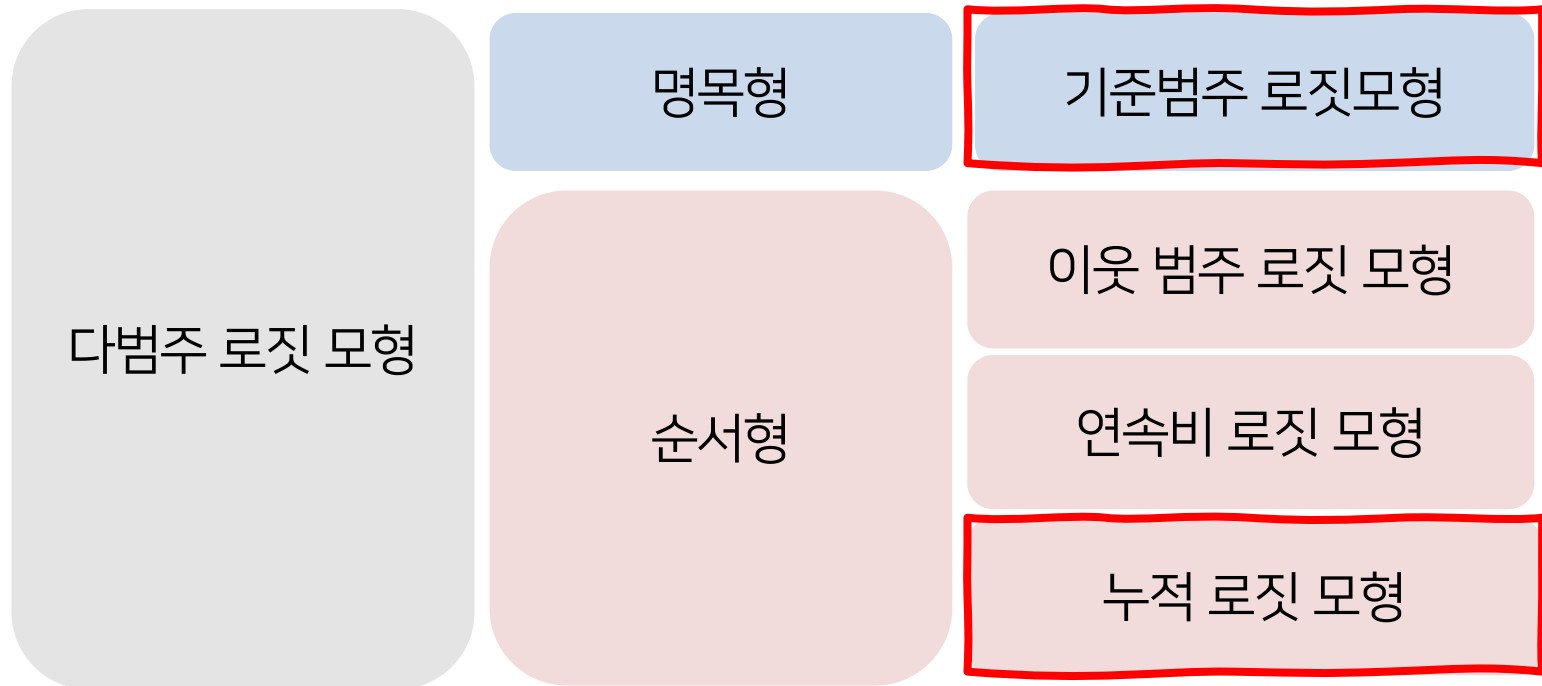 다범주 로짓 모형
명목형
기준범주 로짓모형
순서형
이웃 범주 로짓 모형
연속비 로짓 모형
누적 로짓 모형